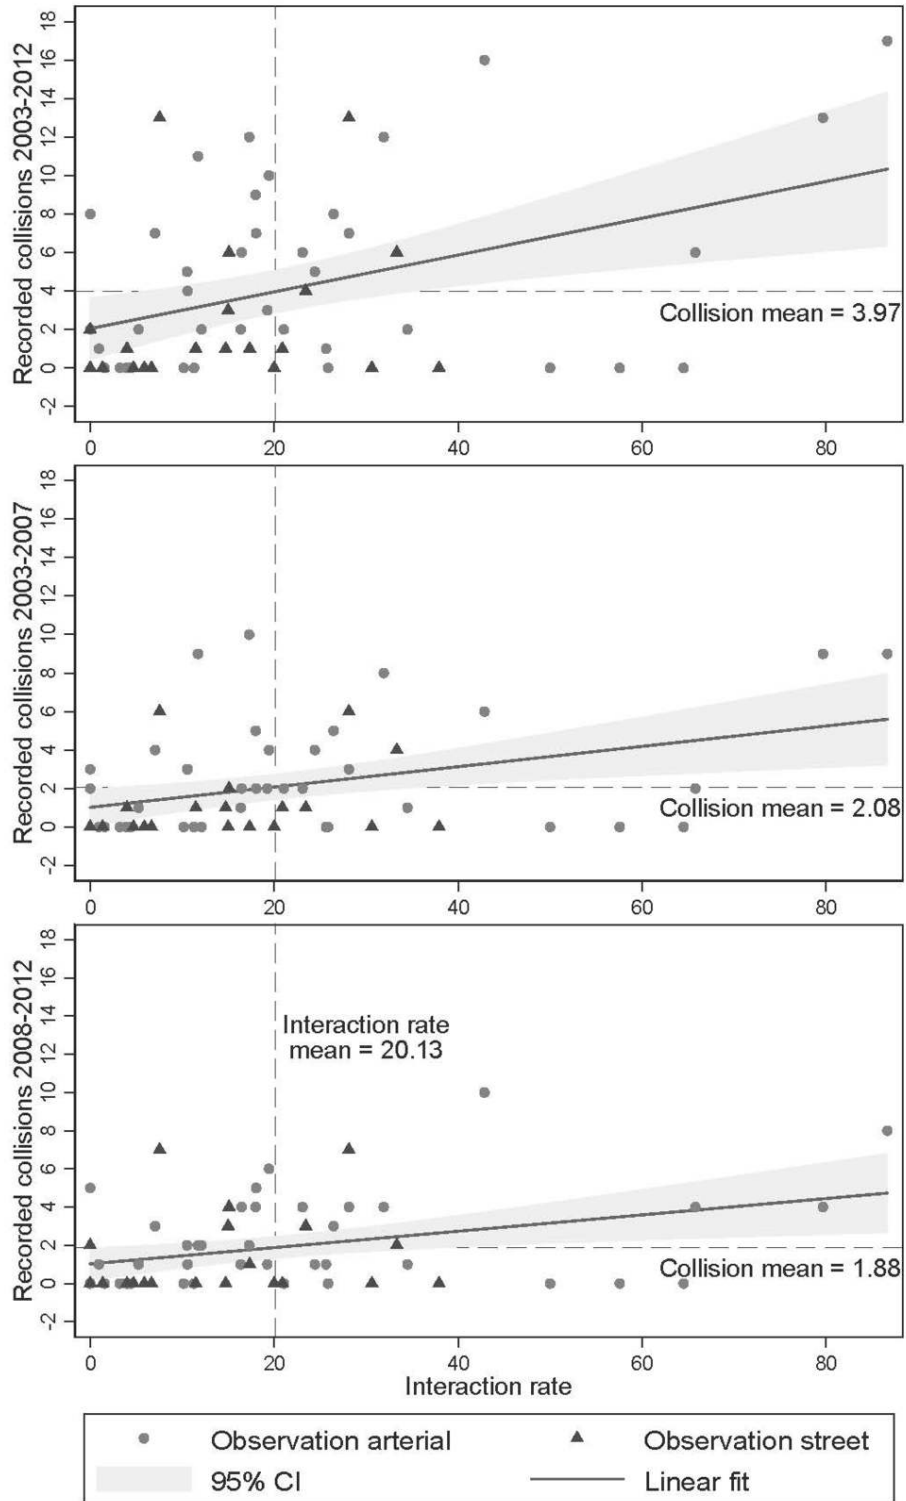 Recorded collisions 2003-2012
18
16
14
12
10
8
6
4
2
0
-2
Collision mean = 3.97
0 20 40 60 80
Recorded collisions 2003-2007
18
16
14
12
10
8
6
4
2
0
-2
Collision mean = 2.08
0 20 40 60 80
Recorded collisions 2008-2012
18
16
14
12
10
8
6
4
2
0
-2
Interaction rate
mean = 20.13
Collision mean = 1.88
0 20 40 60 80
Interaction rate
Observation arterial Observation street
95% CI Linear fit